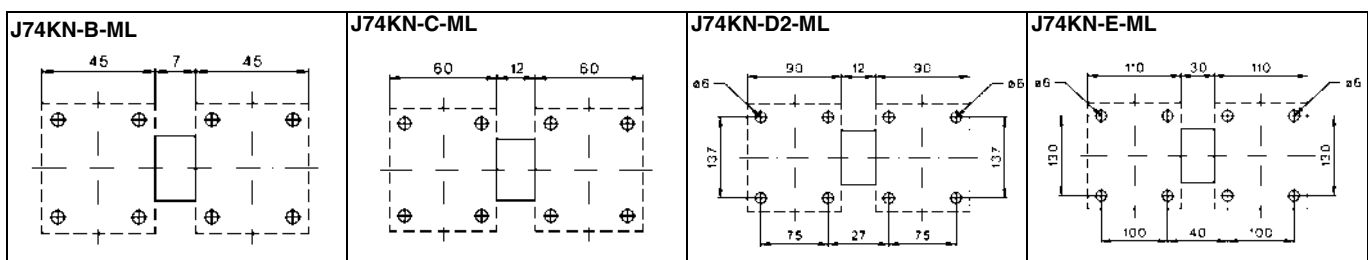 J74KN-B-ML
45 7 45
J74KN-C-ML
60 12 60
J74KN-D2-ML
90 12 90
ø6 ø6
137 137
75 27 75
J74KN-E-ML
110 30 110
ø6 ø6
130 130
100 40 100